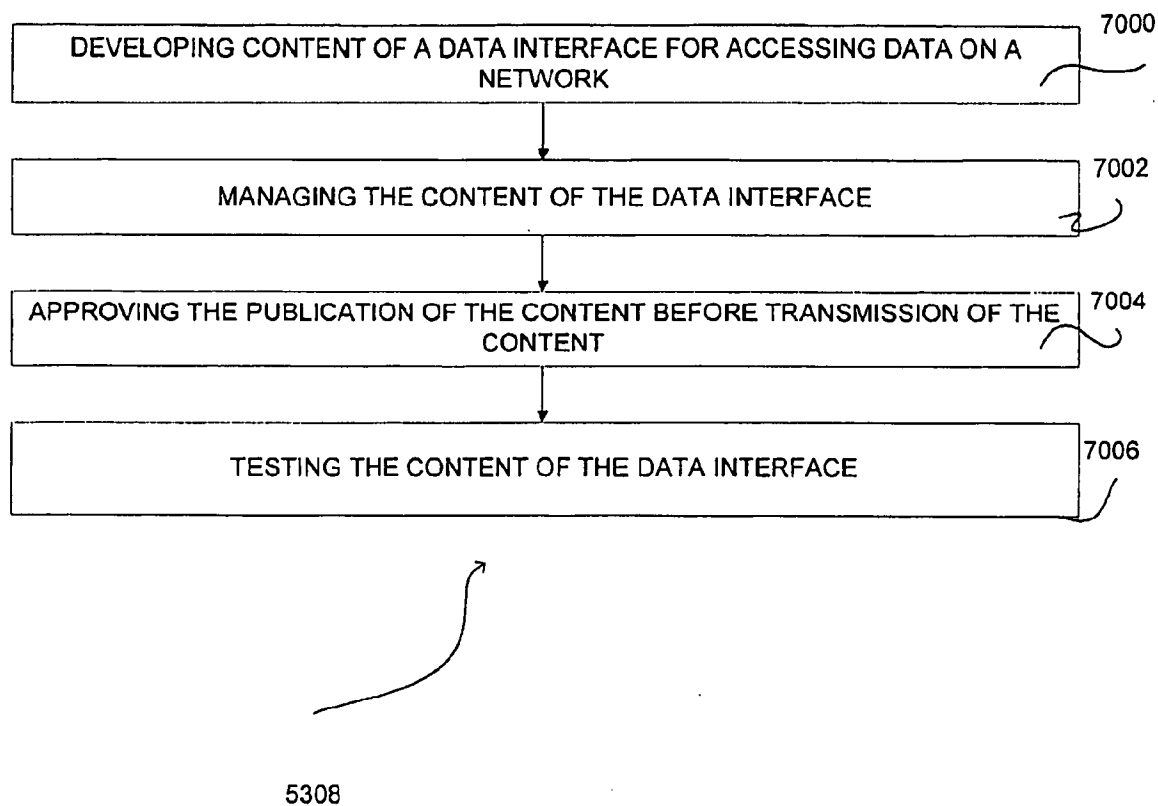 7000
DEVELOPING CONTENT OF A DATA INTERFACE FOR ACCESSING DATA ON A
NETWORK
7002
MANAGING THE CONTENT OF THE DATA INTERFACE
7004
APPROVING THE PUBLICATION OF THE CONTENT BEFORE TRANSMISSION OF THE
CONTENT
7006
TESTING THE CONTENT OF THE DATA INTERFACE
5308